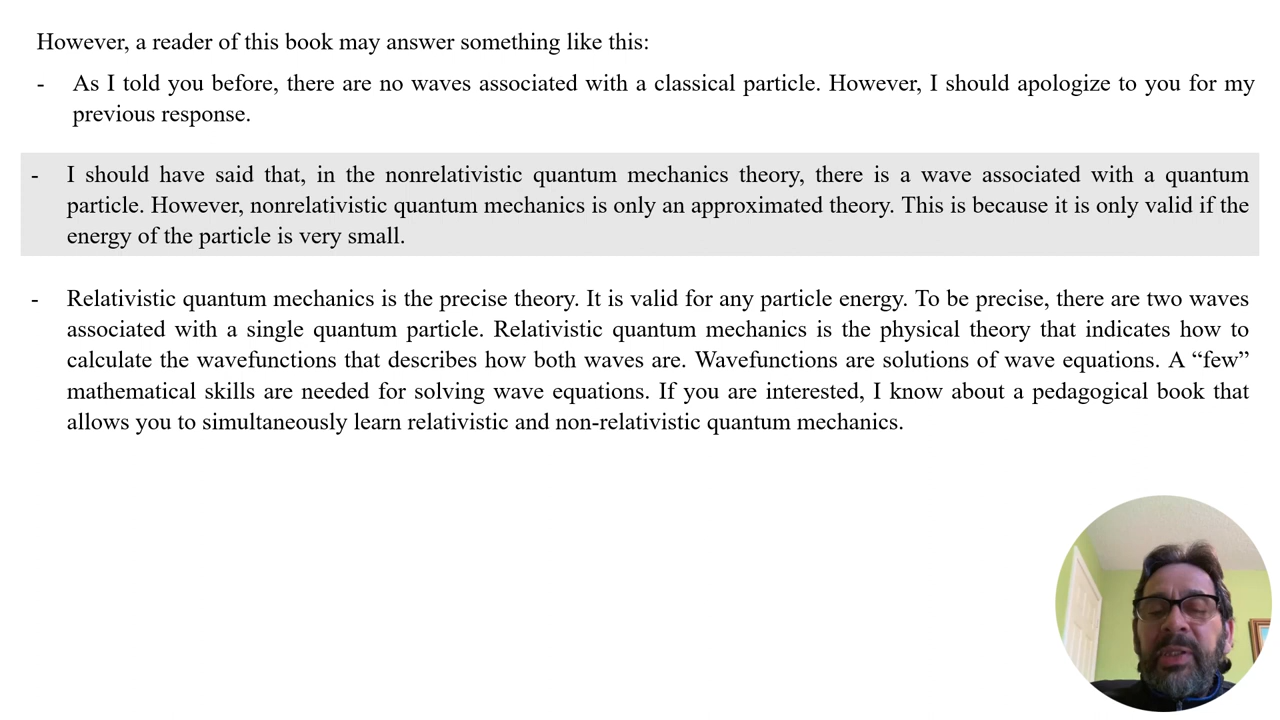 However, a reader of this book may answer something like this:
- As I told you before, there are no waves associated with a classical particle. However, I should apologize to you for my
previous response.
- I should have said that, in the nonrelativistic quantum mechanics theory, there is a wave associated with a quantum
particle. However, nonrelativistic quantum mechanics is only an approximated theory. This is because it is only valid if the
energy of the particle is very small.
- Relativistic quantum mechanics is the precise theory. It is valid for any particle energy. To be precise, there are two waves
associated with a single quantum particle. Relativistic quantum mechanics is the physical theory that indicates how to
calculate the wavefunctions that describes how both waves are. Wavefunctions are solutions of wave equations. A “few”
mathematical skills are needed for solving wave equations. If you are interested, I know about a pedagogical book that
allows you to simultaneously learn relativistic and non-relativistic quantum mechanics.